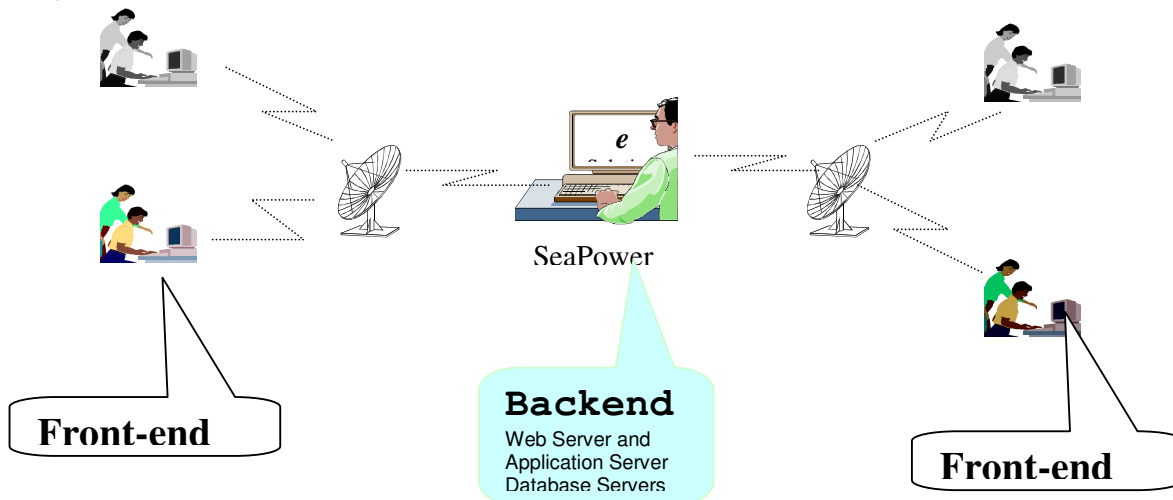 e
SeaPower
Front-end
Backend
Web Server and
Application Server
Database Servers
Front-end